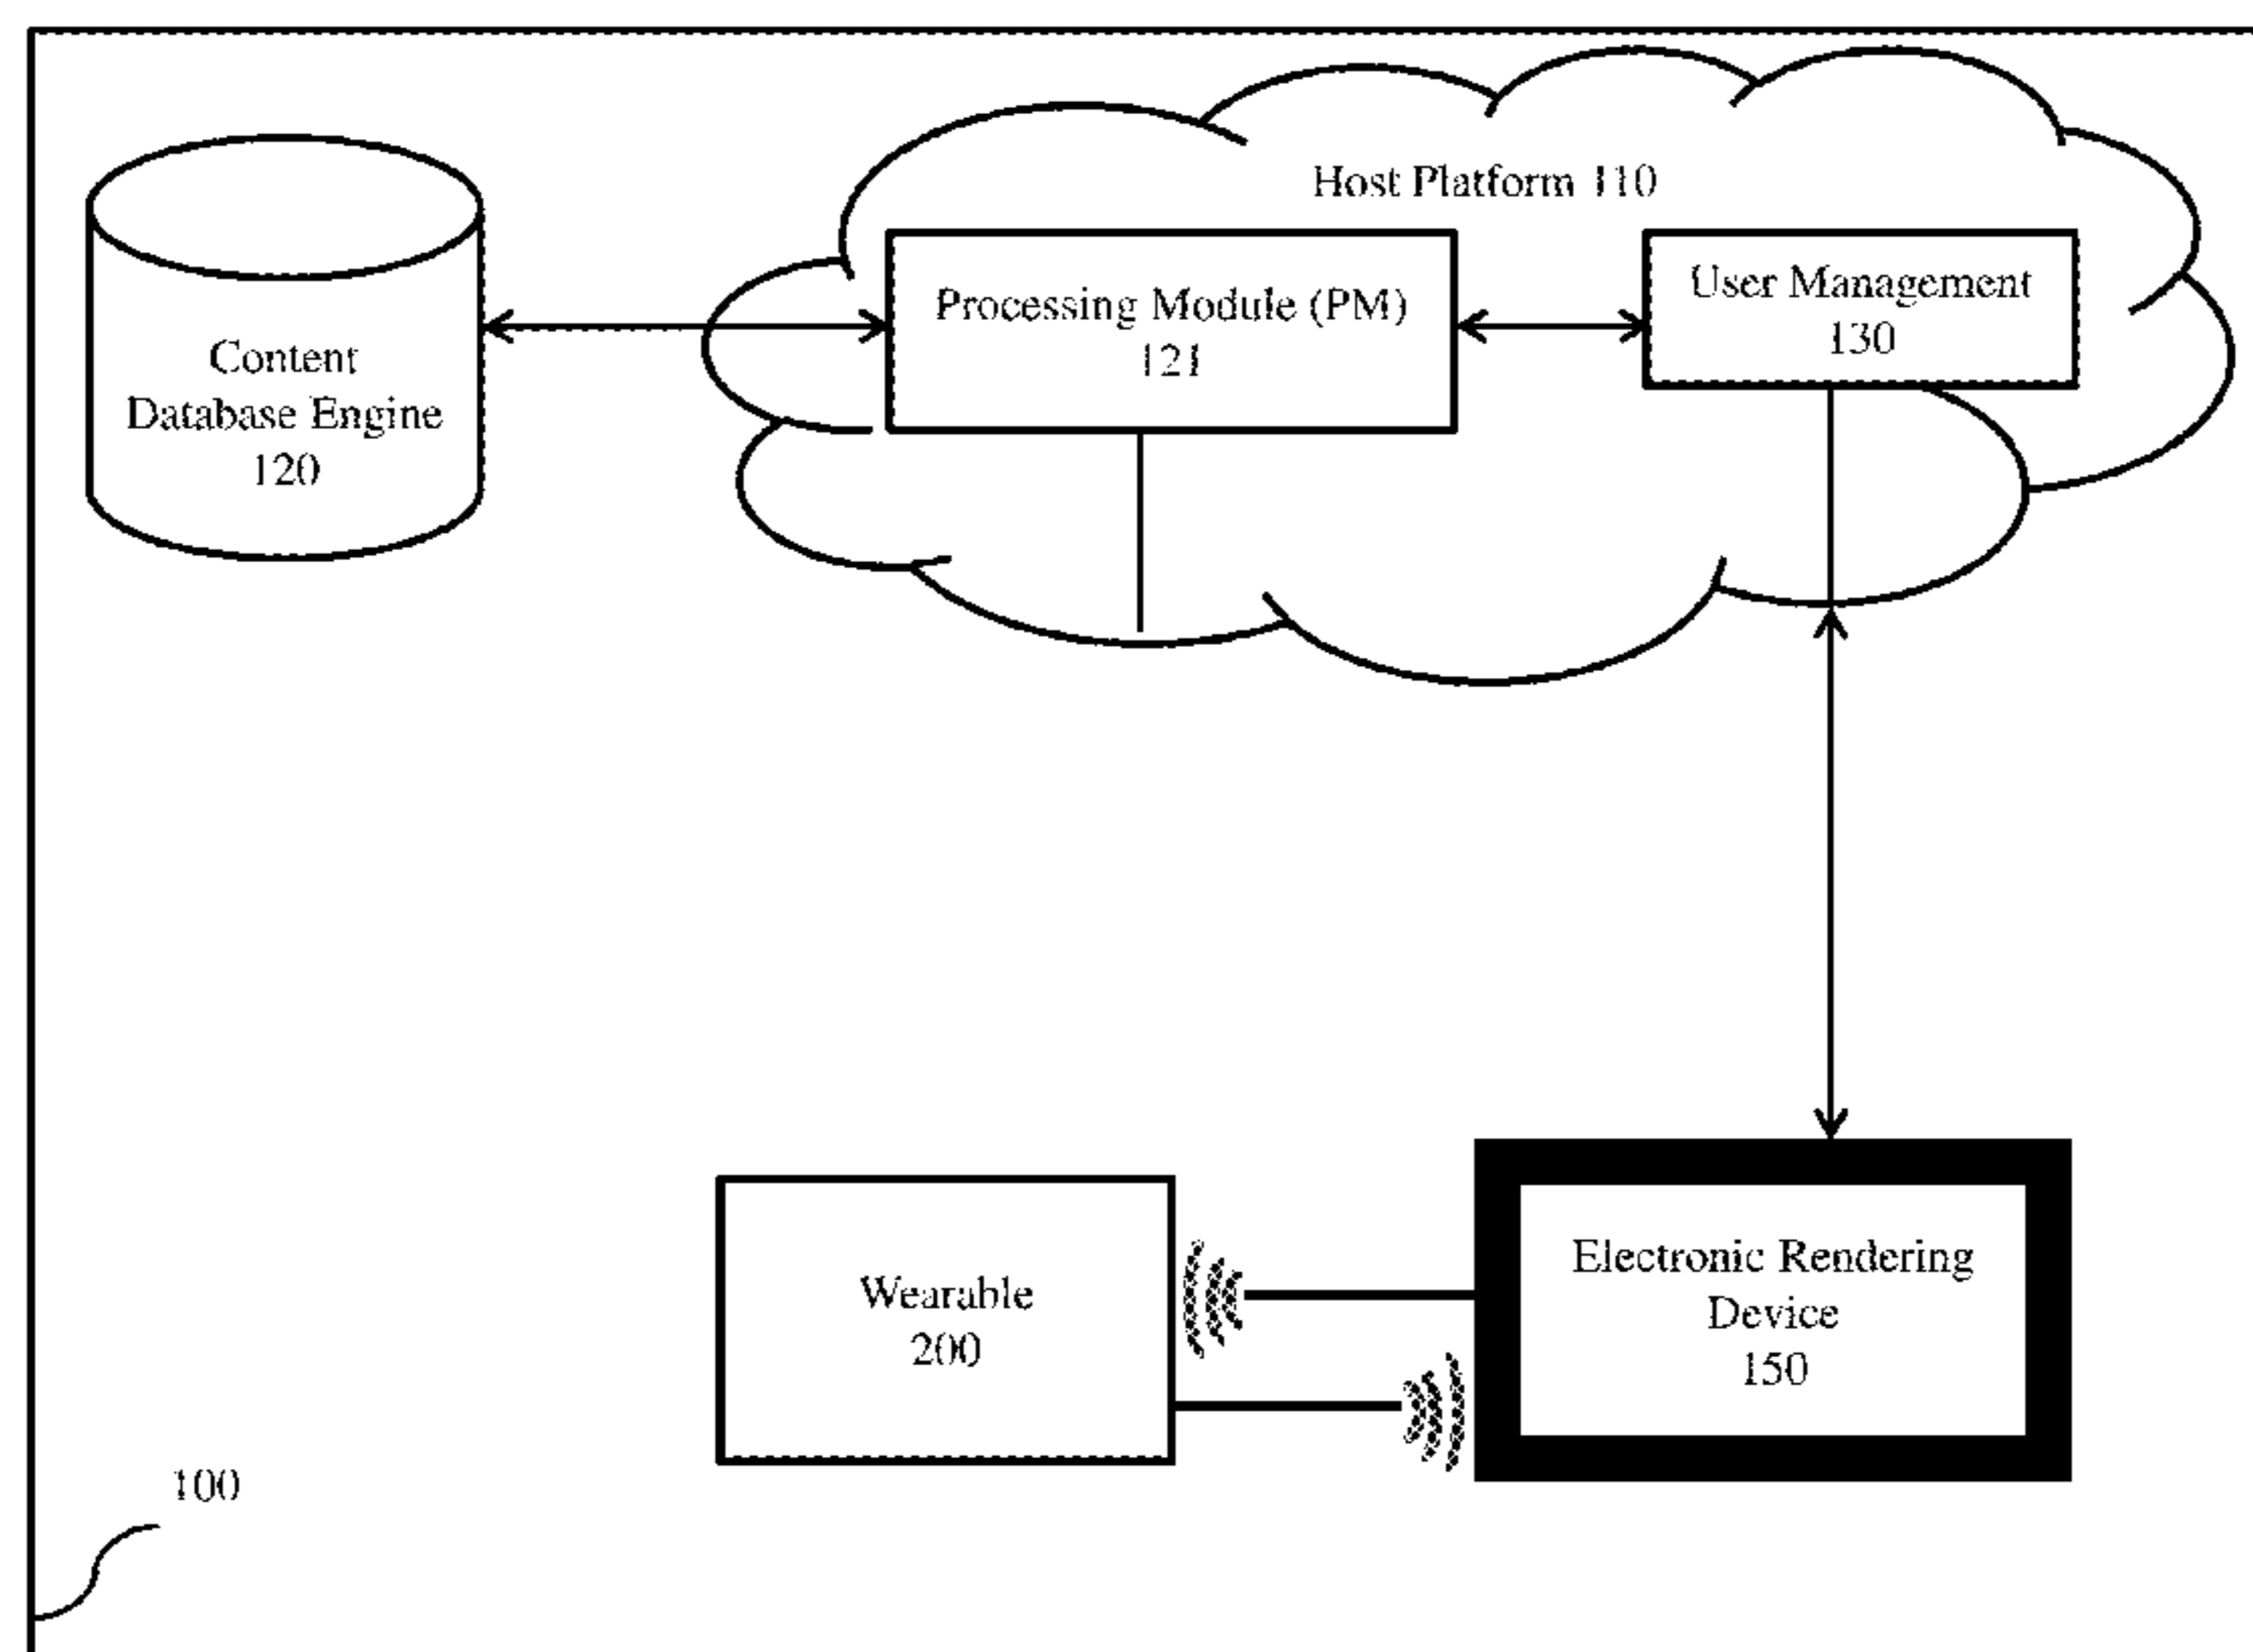 Host Platform 110
Content
Database Engine
120
Processing Module (PM)
121
User Management
130
Wearable
200
Electronic Rendering
Device
150
100